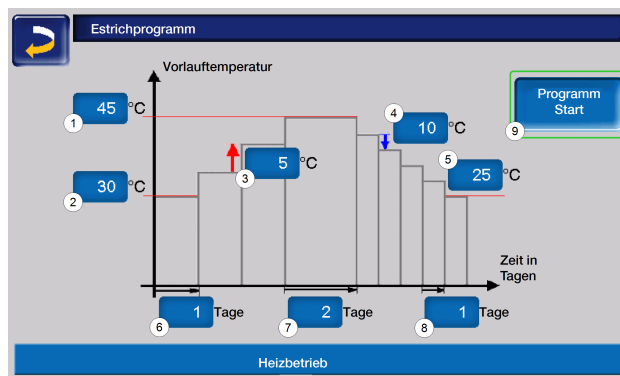 Estrichprogramm
Vorlauftemperatur
45 °C
1
4
10 °C
Programm
Start
9
3
5 °C
5
25 °C
30 °C
2
Zeit in
Tagen
1 Tage
6
2 Tage
7
1 Tage
8
Heizbetrieb